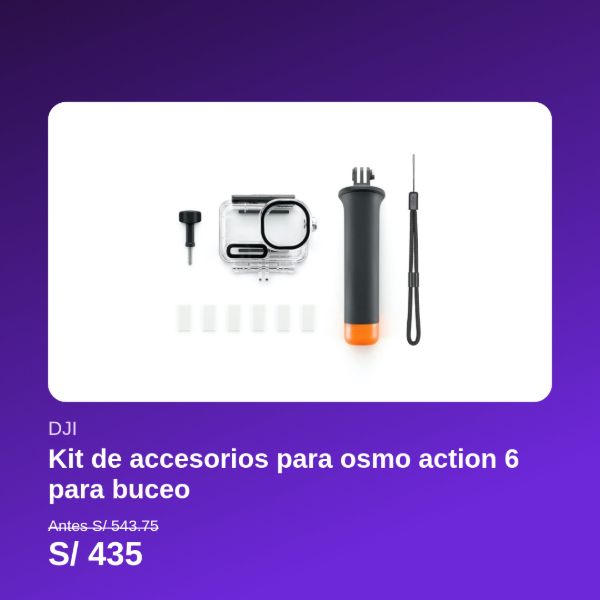 DJI
Kit de accesorios para osmo action 6
para buceo
Antes S/ 543.75
S/ 435